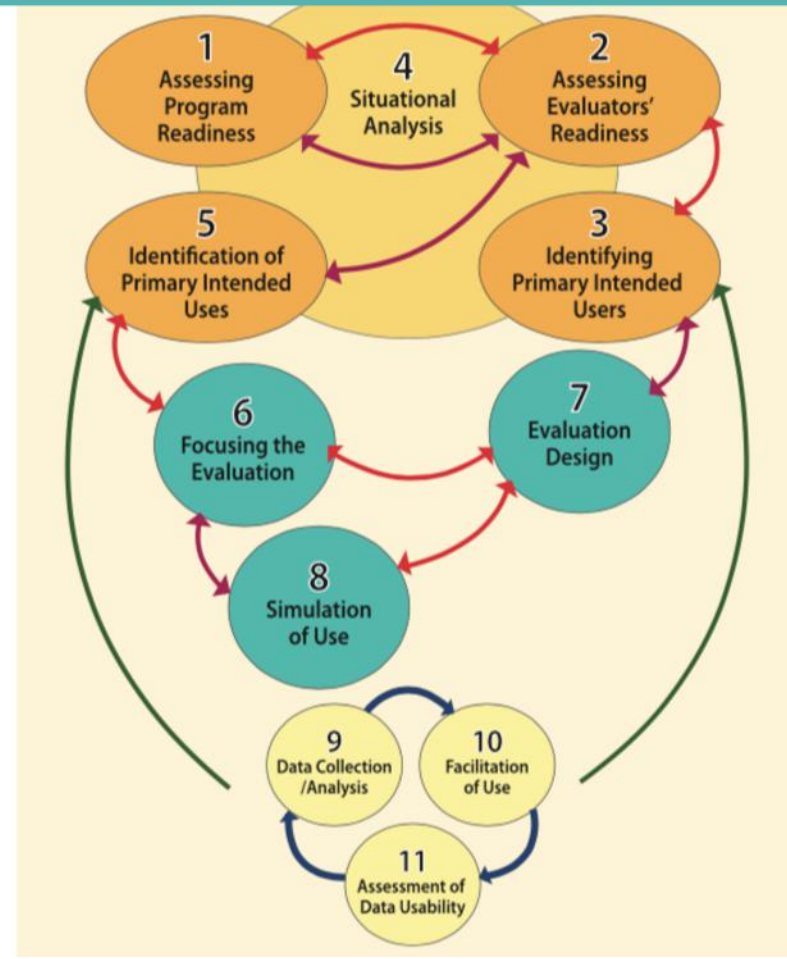 1
Assessing
Program
Readiness
4
Situational
Analysis
2
Assessing
Evaluators’
Readiness
5
Identification of
Primary Intended
Uses
3
Identifying
Primary Intended
Users
6
Focusing the
Evaluation
7
Evaluation
Design
8
Simulation
of Use
9
Data Collection
/Analysis
10
Facilitation
of Use
11
Assessment of
Data Usability